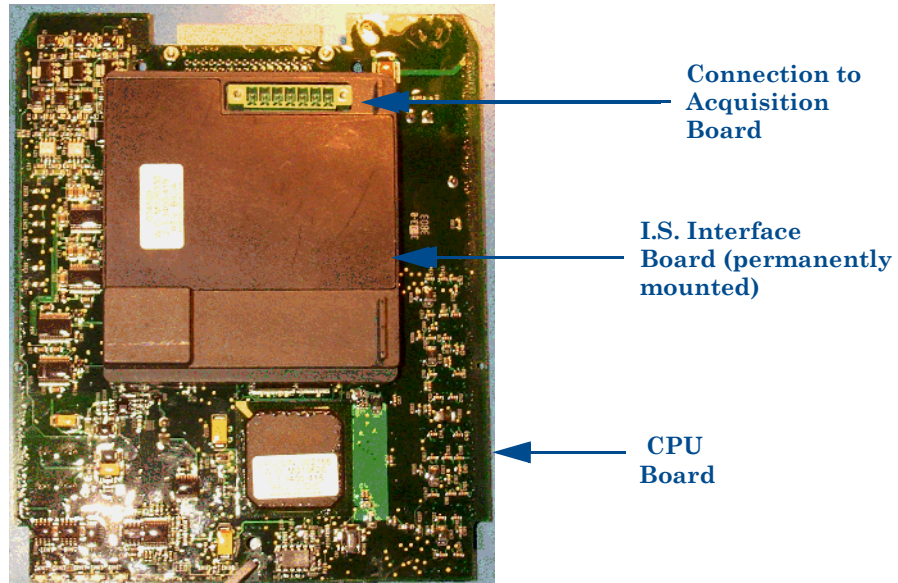 Connection to
Acquisition
Board
I.S. Interface
Board (permanently
mounted)
CPU
Board